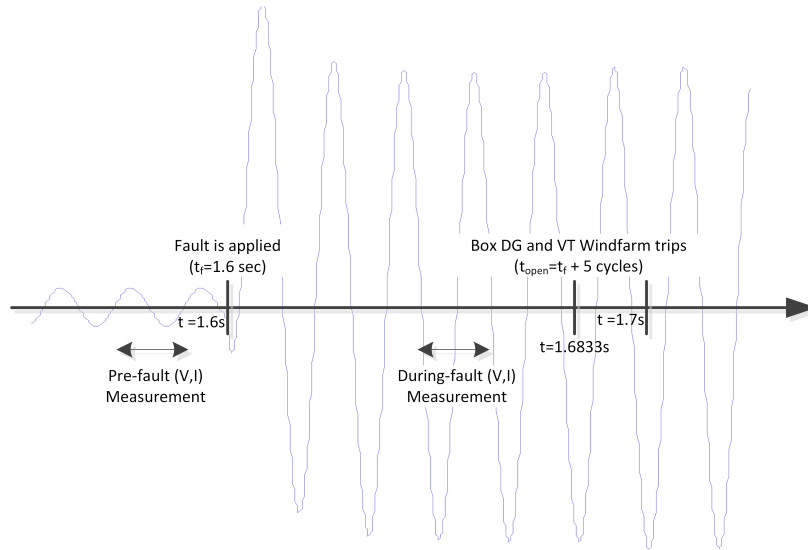 Fault is applied
(tf=1.6 sec)
Box DG and VT Windfarm trips
(topen=tf + 5 cycles)
t =1.6s
t =1.7s
t=1.6833s
Pre-fault (V,I)
Measurement
During-fault (V,I)
Measurement